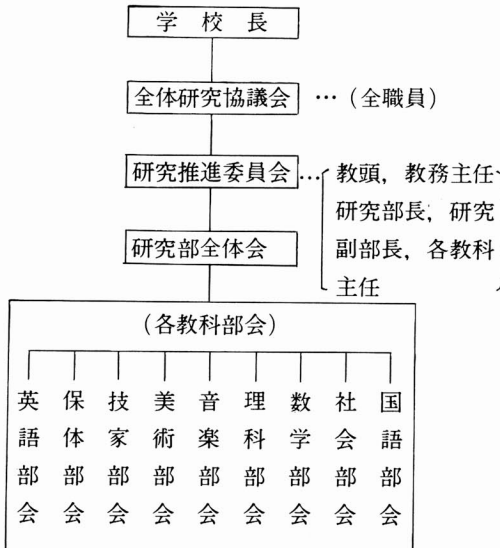 学校長
全体研究協議会 …（全職員）
研究推進委員会 … 教頭，教務主任
研究部長，研究
副部長，各教科
主任
研究部全体会
（各教科部会）
国語部会
社会部会
数学部会
理科部会
音楽部会
美術部会
技家部会
保体部会
英語部会